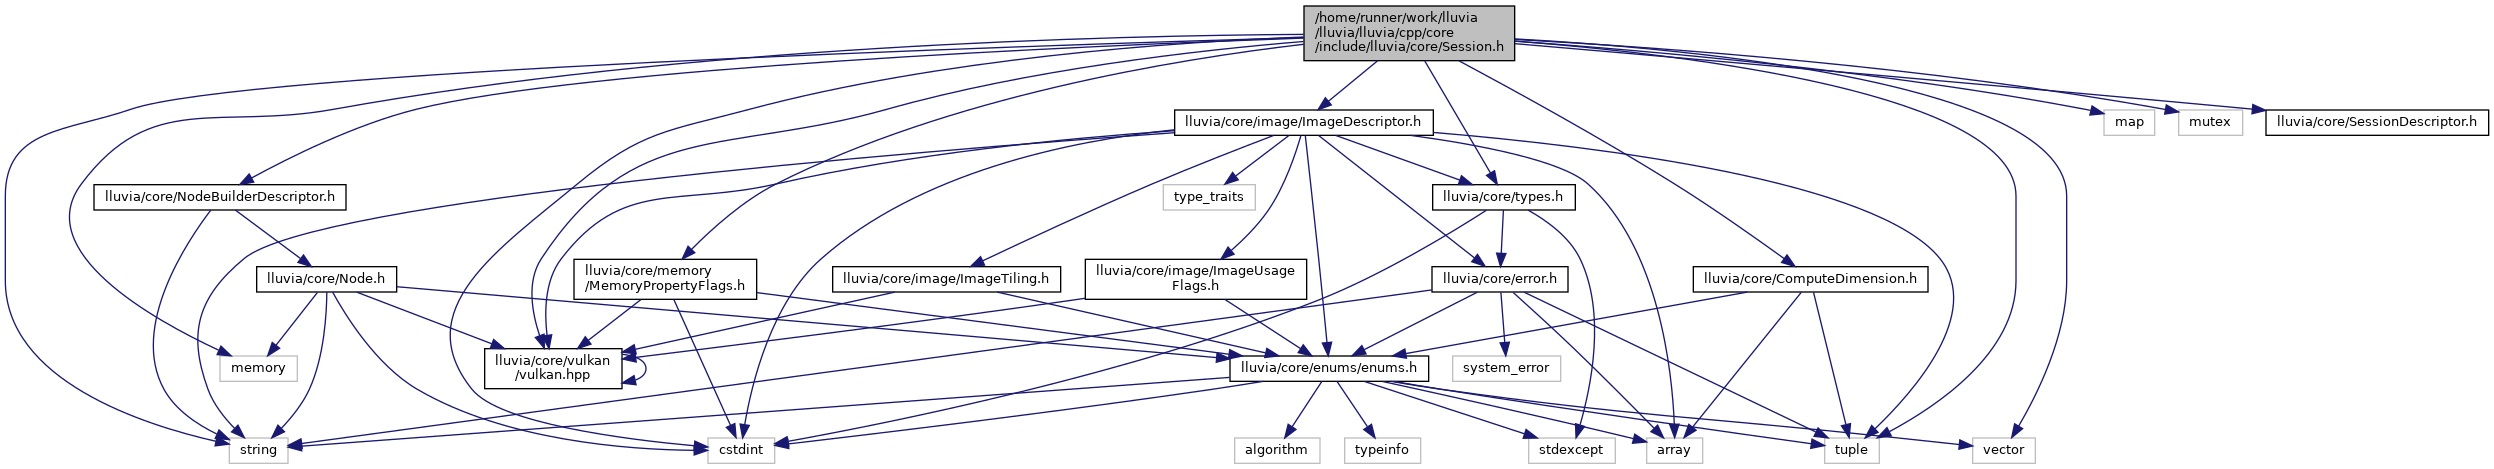 /home/runner/work/lluvia
/lluvia/lluvia/cpp/core
/include/lluvia/core/Session.h
lluvia/core/image/ImageDescriptor.h
map
mutex
lluvia/core/SessionDescriptor.h
lluvia/core/NodeBuilderDescriptor.h
type_traits
lluvia/core/types.h
lluvia/core/Node.h
lluvia/core/memory
/MemoryPropertyFlags.h
lluvia/core/image/ImageTiling.h
lluvia/core/image/ImageUsage
Flags.h
lluvia/core/error.h
lluvia/core/ComputeDimension.h
memory
lluvia/core/vulkan
/vulkan.hpp
lluvia/core/enums/enums.h
system_error
string
cstdint
algorithm
typeinfo
stdexcept
array
tuple
vector